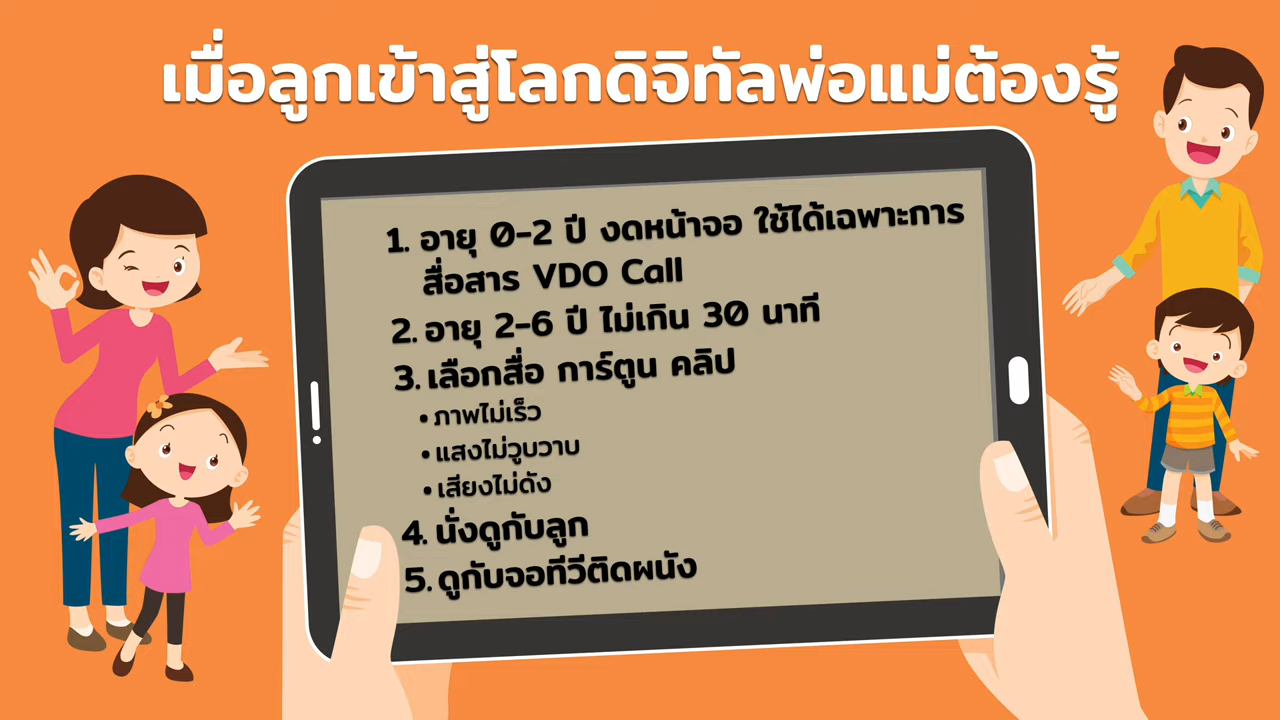 เมื่อลูกเข้าสู่โลกดิจิทัลพ่อแม่ต้องรู้
1. อายุ 0-2 ปี งดหน้าจอ ใช้ได้เฉพาะการ
สื่อสาร VDO Call
2. อายุ 2-6 ปี ไม่เกิน 30 นาที
3. เลือกสื่อ การ์ตูน คลิป
• ภาพไม่เร็ว
• แสงไม่วูบวาบ
• เสียงไม่ดัง
4. นั่งดูกับลูก
5. ดูกับจอทีวีติดผนัง